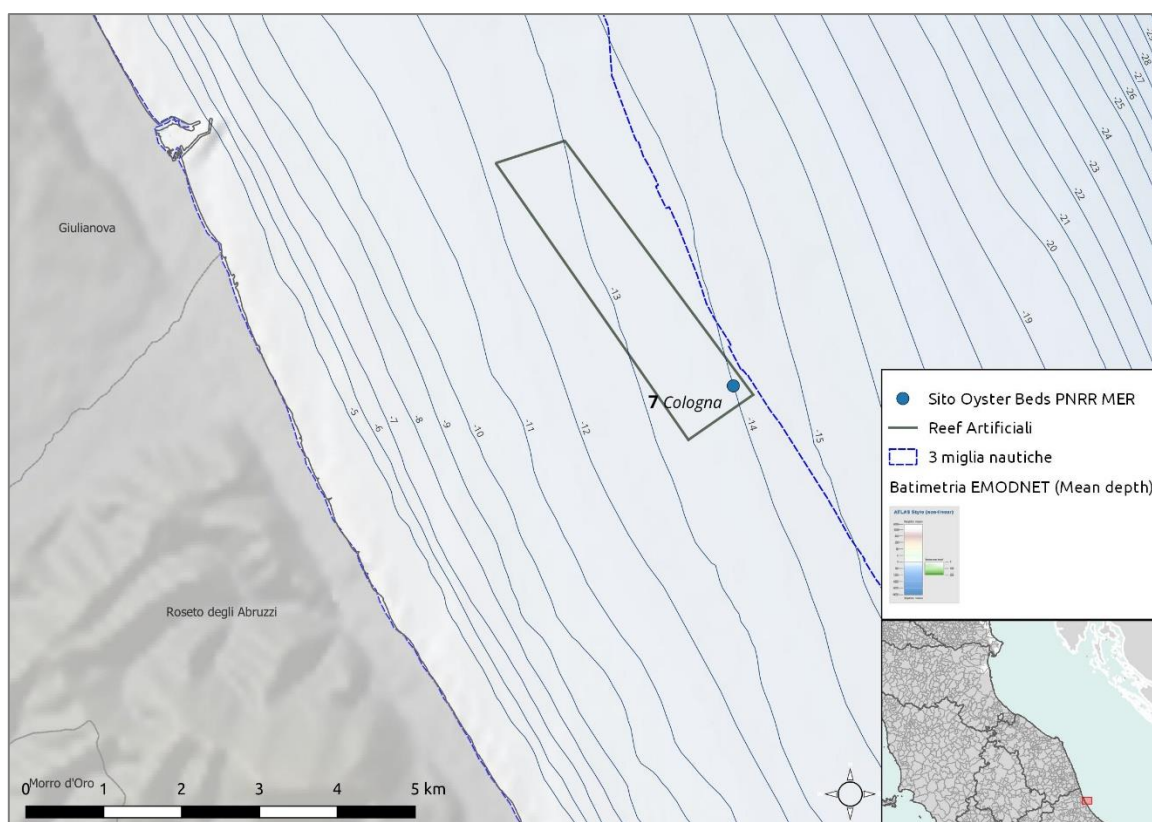 -29
-28
-27
-26
-25
-24
-23
-22
-21
-20
-19
Giulianova
-13
7 Cologna
-14
-15
-5
-6
-7
-8
-9
-10
-11
-12
Sito Oyster Beds PNRR MER
Reef Artificiali
3 miglia nautiche
Batimetria EMODNET (Mean depth)
Roseto degli Abruzzi
Morro d'Oro
0 1 2 3 4 5 km